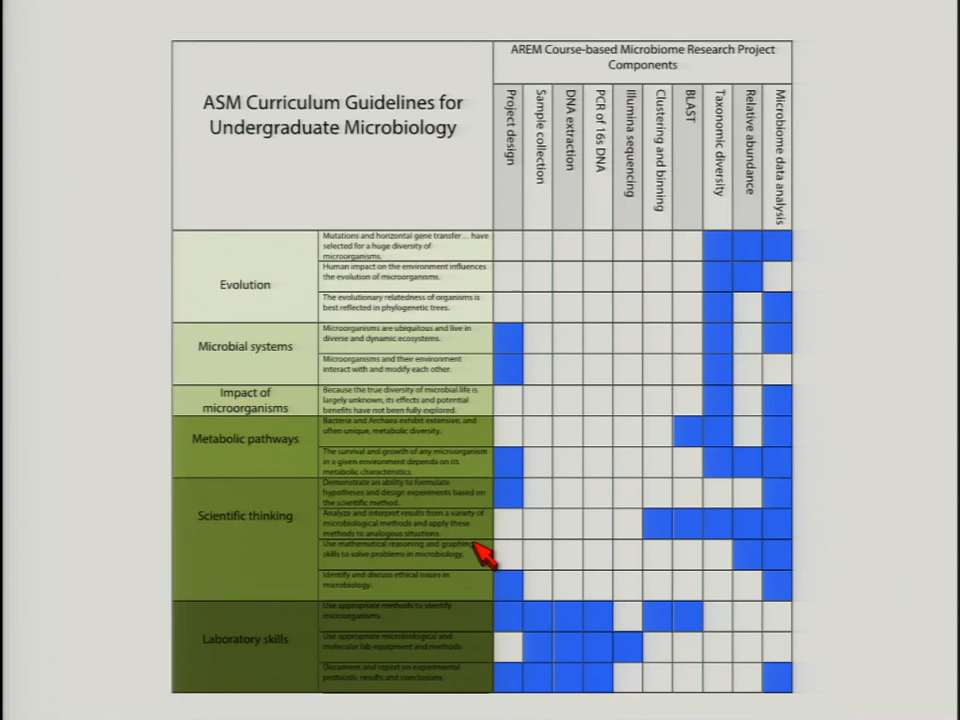 AREM Course-based Microbiome Research Project
Components
ASM Curriculum Guidelines for
Undergraduate Microbiology
Project design
Sample collection
DNA extraction
PCR of 16s DNA
Illumina sequencing
Clustering and binning
BLAST
Taxonomic diversity
Relative abundance
Microbiome data analysis
Evolution
Mutations and horizontal gene transfer... have
selected for a huge diversity of
microorganisms.
Human impact on the environment influences
the evolution of microorganisms.
The evolutionary relatedness of organisms is
best reflected in phylogenetic trees.
Microbial systems
Microorganisms are ubiquitous and live in
diverse and dynamic ecosystems.
Microorganisms and their environment
interact with and modify each other.
Impact of
microorganisms
Because the true diversity of microbial life is
largely unknown, its effects and potential
benefits have not been fully explored.
Metabolic pathways
Bacteria and Archaea exhibit extensive, and
often unique, metabolic diversity.
The survival and growth of any microorganism
in a given environment depends on its
metabolic characteristics.
Scientific thinking
Demonstrate an ability to formulate
hypotheses and design experiments based on
the scientific method.
Analyze and interpret results from a variety of
microbiological methods and apply these
methods to analogous situations.
Use mathematical reasoning and graphing
skills to solve problems in microbiology.
Identify and discuss ethical issues in
microbiology.
Laboratory skills
Use appropriate methods to identify
microorganisms.
Use appropriate microbiological and
molecular lab equipment and methods
Document and report on experimental
protocols, results and conclusions.